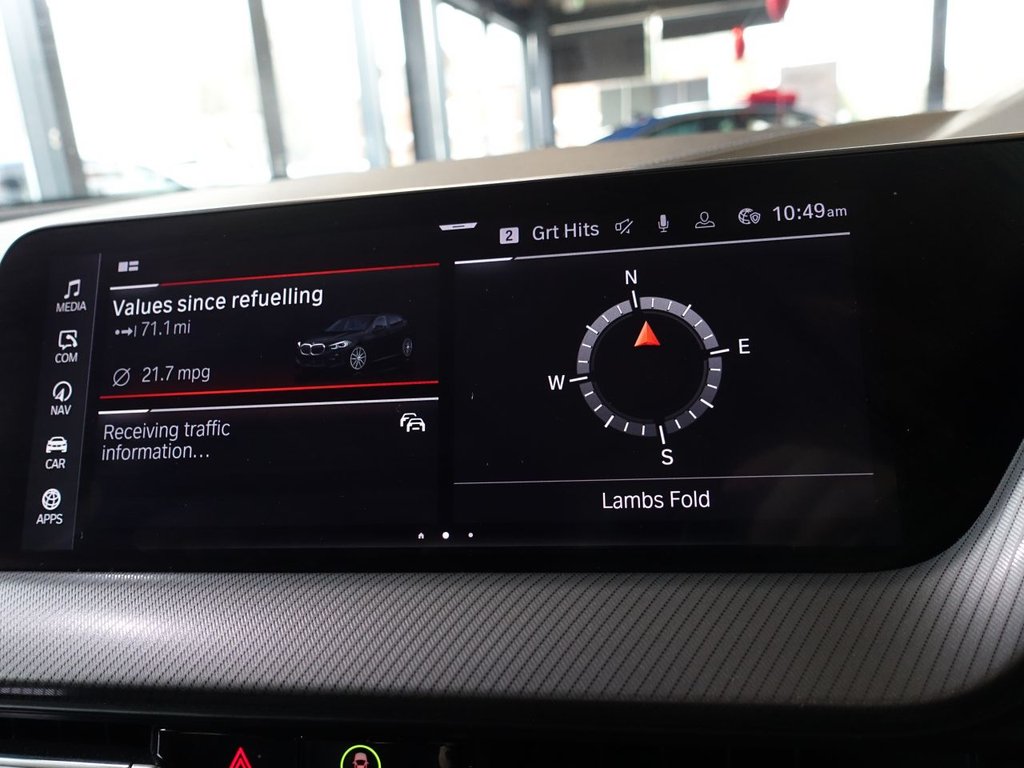 2 Grt Hits 10:49am
MEDIA
COM
NAV
CAR
APPS
Values since refuelling
71.1 mi
21.7 mpg
Receiving traffic
information...
N
E
W
S
Lambs Fold